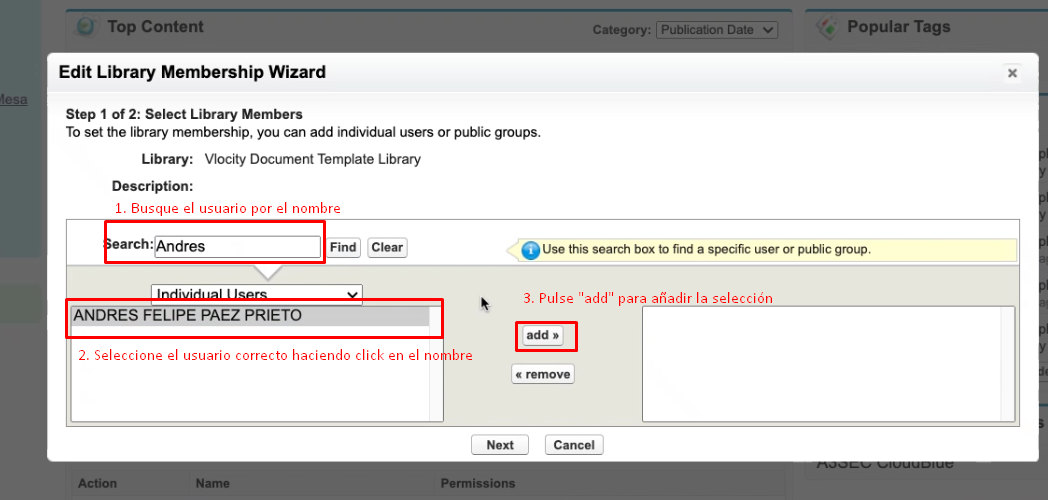 Top Content
Category: Publication Date
Popular Tags
Mesa
Edit Library Membership Wizard
Step 1 of 2: Select Library Members
To set the library membership, you can add individual users or public groups.
Library: Vlocity Document Template Library
Description:
1. Busque el usuario por el nombre
Search: Andres Find Clear
Use this search box to find a specific user or public group.
Individual Users
3. Pulse "add" para añadir la selección
ANDRES FELIPE PAEZ PRIETO
add »
2. Seleccione el usuario correcto haciendo click en el nombre
« remove
Next Cancel
A3SEC CloudBlue
Action Name Permissions